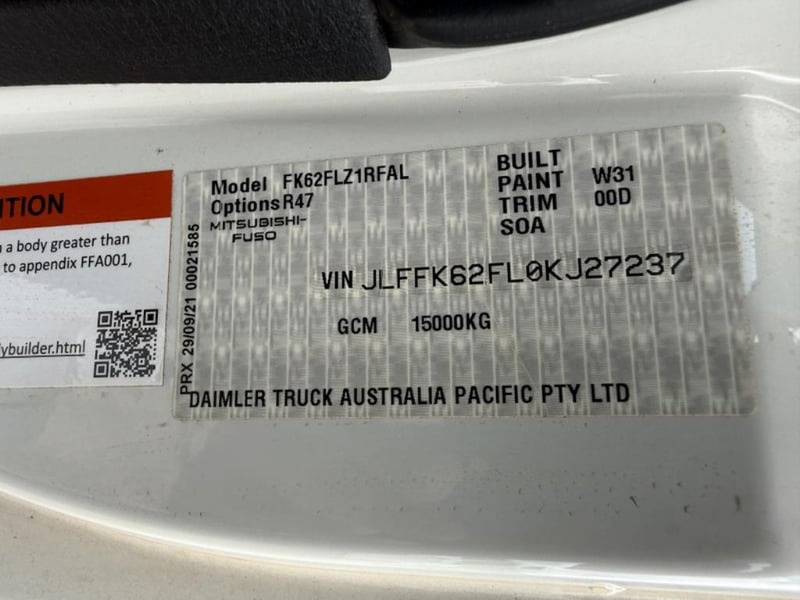 TION
a body greater than
to appendix FFA001,
ybuilder.html
Model FK62FLZ1RFAL
Options R47
MITSUBISHI-
FUSO
BUILT
PAINT W31
TRIM 00D
SOA
VIN JLFFK62FL0KJ27237
GCM 15000KG
PRX 29/09/21 00021585
DAIMLER TRUCK AUSTRALIA PACIFIC PTY LTD